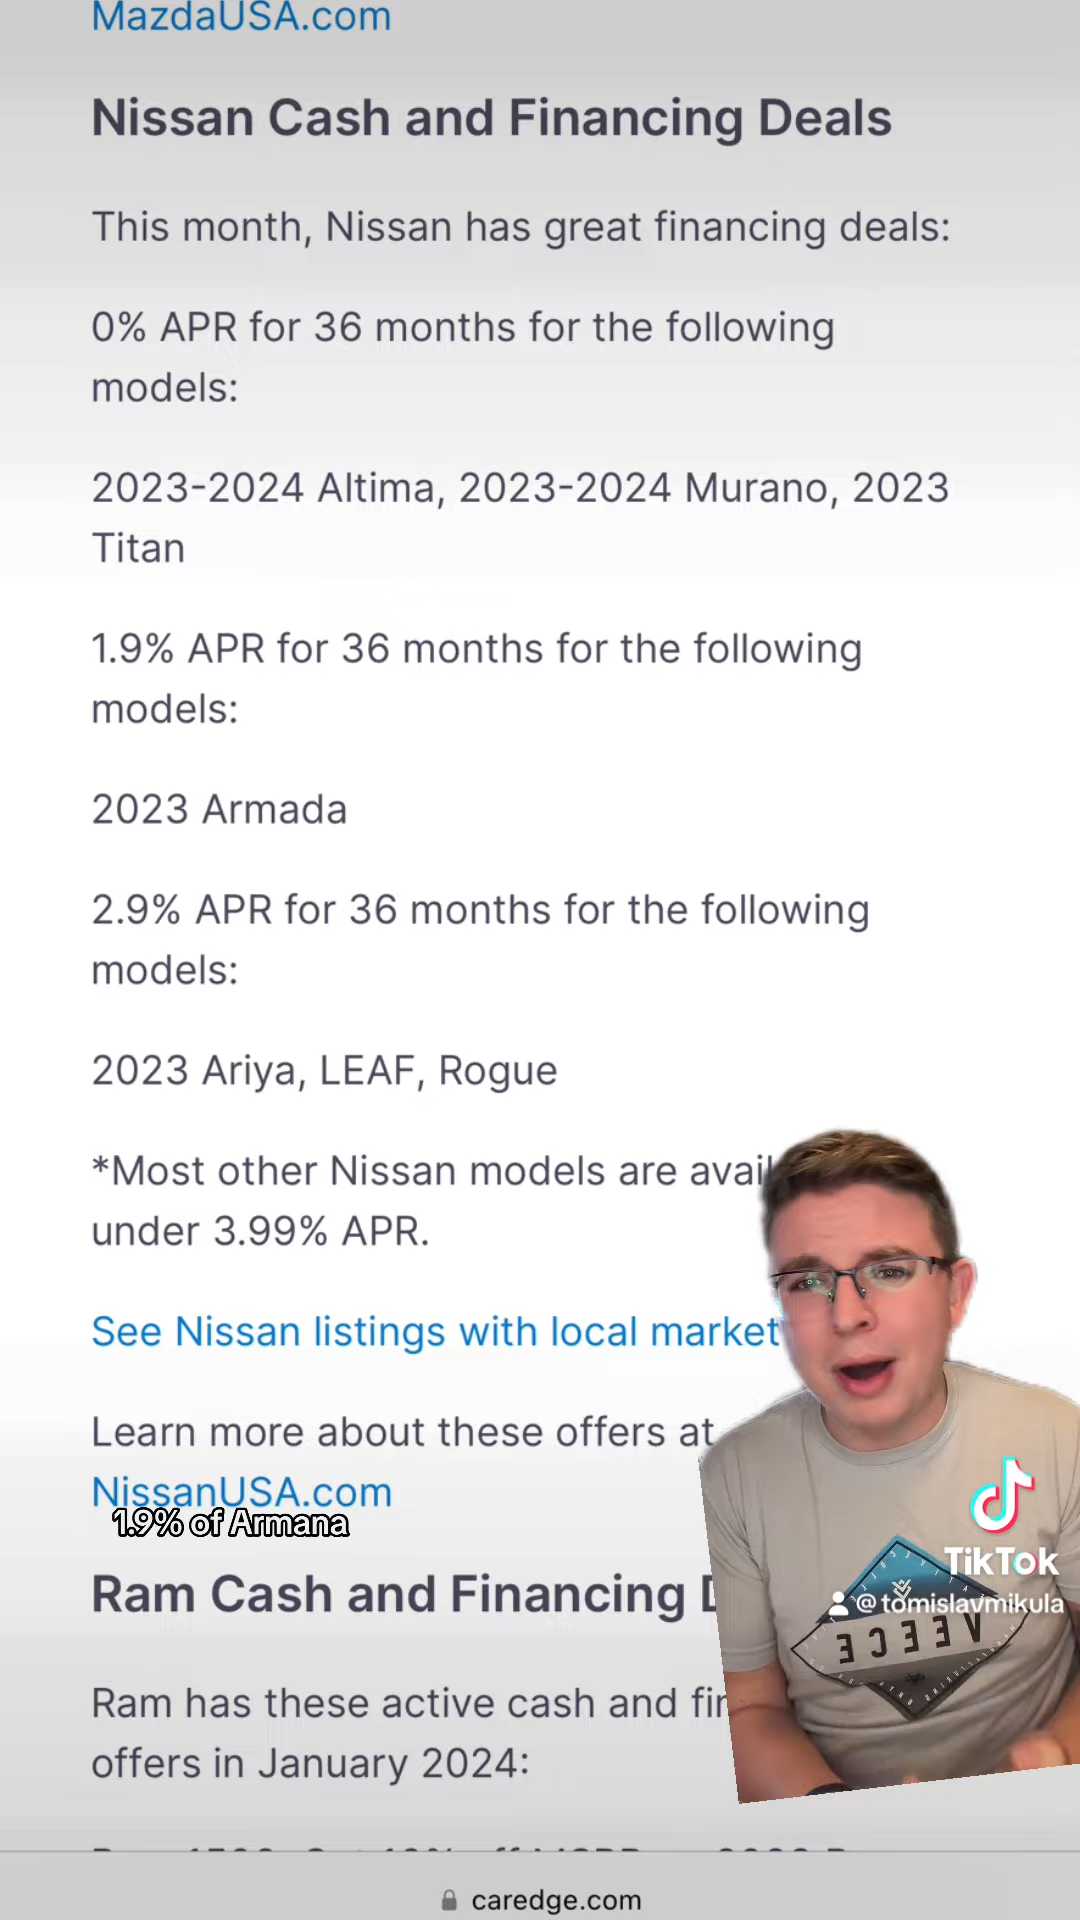 MazdaUSA.com
Nissan Cash and Financing Deals
This month, Nissan has great financing deals:
0% APR for 36 months for the following
models:
2023-2024 Altima, 2023-2024 Murano, 2023
Titan
1.9% APR for 36 months for the following
models:
2023 Armada
2.9% APR for 36 months for the following
models:
2023 Ariya, LEAF, Rogue
*Most other Nissan models are avail
under 3.99% APR.
See Nissan listings with local market
Learn more about these offers at
NissanUSA.com
1.9% of Armana
Ram Cash and Financing
TikTok
@tomislavmikula
VEECE
Ram has these active cash and fin
offers in January 2024:
caredge.com